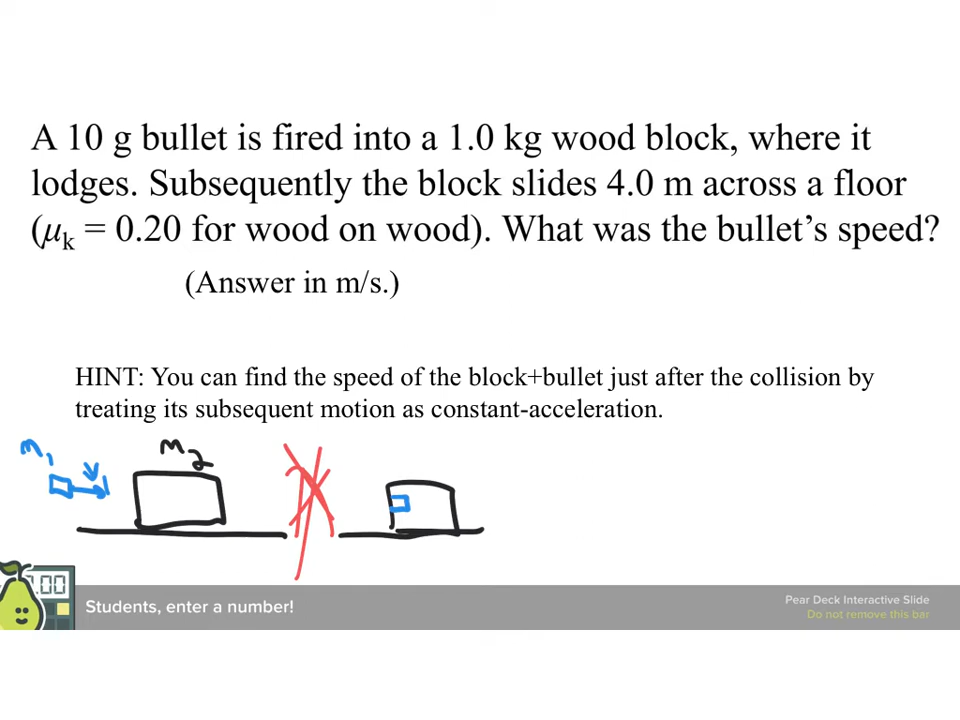 A 10 g bullet is fired into a 1.0 kg wood block, where it
lodges. Subsequently the block slides 4.0 m across a floor
(μk = 0.20 for wood on wood). What was the bullet’s speed?
(Answer in m/s.)
HINT: You can find the speed of the block+bullet just after the collision by
treating its subsequent motion as constant-acceleration.
m1
v
m2
.00
Students, enter a number!
Pear Deck Interactive Slide
Do not remove this bar